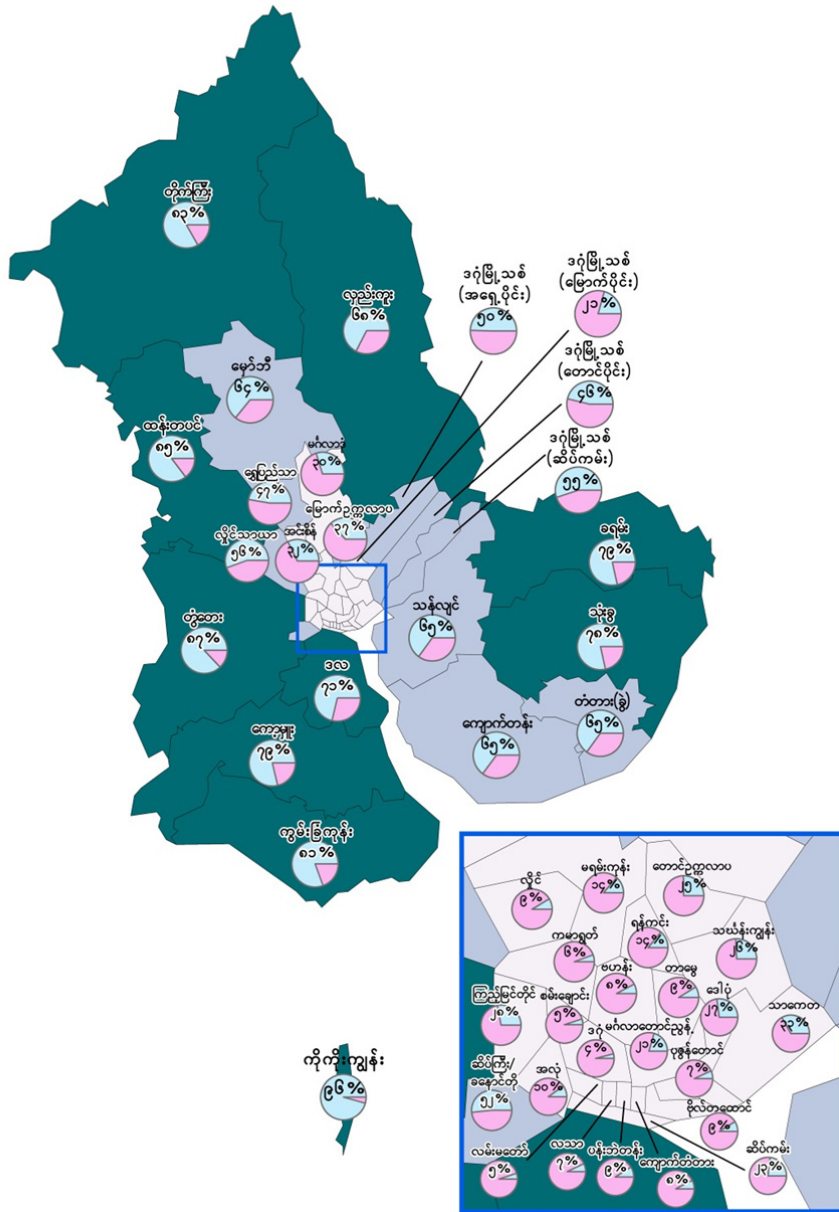 တိုက်ကြီး
၈၃%
လှည်းကူး
၆၈%
ဒဂုံမြို့သစ်
(အရှေ့ပိုင်း)
၅၀%
ဒဂုံမြို့သစ်
(မြောက်ပိုင်း)
၂၁%
ဒဂုံမြို့သစ်
(တောင်ပိုင်း)
၄၆%
ဒဂုံမြို့သစ်
(ဆိပ်ကမ်း)
၅၅%
မှော်ဘီ
၆၄%
ထန်းတပင်
၈၅%
မင်္ဂလာဒုံ
၃၀%
ရွှေပြည်သာ
၄၇%
မြောက်ဥက္ကလာပ
၃၇%
လှိုင်သာယာ
၅၆%
အင်းစိန်
၃၂%
ခရမ်း
၇၉%
သုံးခွ
၇၈%
သန်လျင်
၆၅%
တွံတေး
၈၇%
ဒလ
၇၁%
တံတား(ခွဲ)
၆၅%
ကျောက်တန်း
၆၅%
ကော့မှူး
၇၉%
ကွမ်းခြံကုန်း
၈၁%
ကိုကိုးကျွန်း
၉၆%
လှိုင်
၉%
မရမ်းကုန်း
၁၄%
တောင်ဥက္ကလာပ
၂၅%
ကမာရွတ်
၆%
ရန်ကင်း
၁၄%
သင်္ဃန်းကျွန်း
၂၆%
ဗဟန်း
၈%
တာမွေ
၉%
ဒေါပုံ
၂၇%
သာကေတ
၃၃%
ကြည့်မြင်တိုင်
၂၈%
စမ်းချောင်း
၅%
ဒဂုံ
၄%
မင်္ဂလာတောင်ညွန့်
၂၁%
ပုဇွန်တောင်
၇%
ဆိပ်ကြီး/
ခနောင်တို
၅၂%
အလုံ
၁၀%
ဗိုလ်တထောင်
၉%
လမ်းမတော်
၅%
လသာ
၇%
ပန်းဘဲတန်း
၉%
ကျောက်တံတား
၈%
ဆိပ်ကမ်း
၂၃%